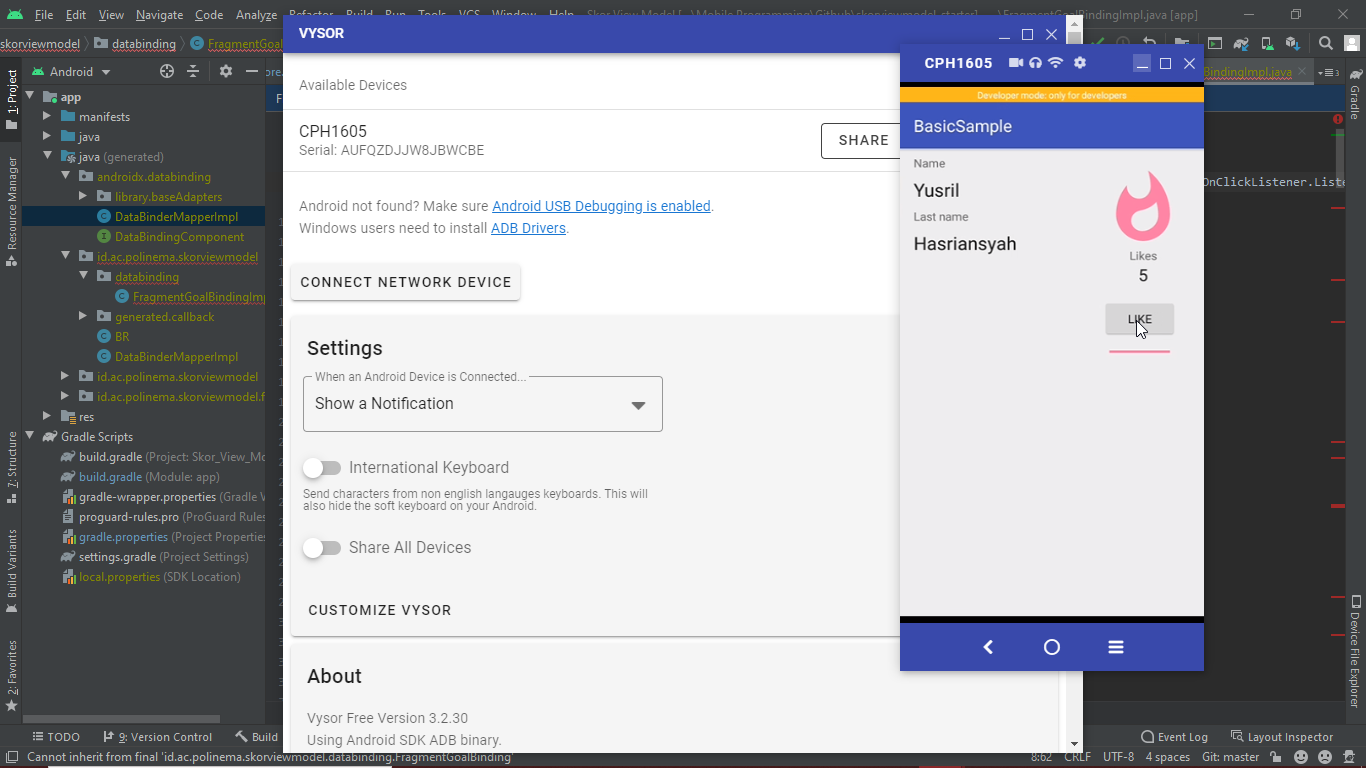 File Edit View Navigate Code Analyze Refactor Build Run Tools VCS Window Help FragmentGoalBindingImpl.java [app]
skorviewmodel databinding FragmentGoal
BindingImpl.java
Android
1: Project
Resource Manager
7: Structure
Build Variants
2: Favorites
app
manifests
java
java (generated)
androidx.databinding
library.baseAdapters
DataBinderMapperImpl
DataBindingComponent
id.ac.polinema.skorviewmodel
databinding
FragmentGoalBindingImp
generated.callback
BR
DataBinderMapperImpl
id.ac.polinema.skorviewmodel
id.ac.polinema.skorviewmodel.f
res
Gradle Scripts
build.gradle (Project: Skor_View_Mo
build.gradle (Module: app)
gradle-wrapper.properties (Gradle V
proguard-rules.pro (ProGuard Rules
gradle.properties (Project Properties
settings.gradle (Project Settings)
local.properties (SDK Location)
VYSOR
Available Devices
CPH1605
Serial: AUFQZDJJW8JBWCBE
SHARE
Android not found? Make sure Android USB Debugging is enabled.
Windows users need to install ADB Drivers.
CONNECT NETWORK DEVICE
Settings
When an Android Device is Connected...
Show a Notification
International Keyboard
Send characters from non english langauges keyboards. This will
also hide the soft keyboard on your Android.
Share All Devices
CUSTOMIZE VYSOR
About
Vysor Free Version 3.2.30
Using Android SDK ADB binary.
CPH1605
Developer mode: only for developers
BasicSample
Name
Yusril
Last name
Hasriansyah
Likes
5
LIKE
OnClickListener.Liste
Gradle
Device File Explorer
TODO 9: Version Control Build Event Log Layout Inspector
Cannot inherit from final 'id.ac.polinema.skorviewmodel.databinding.FragmentGoalBinding' 8:62 CRLF UTF-8 4 spaces Git: master